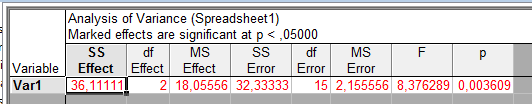 Analysis of Variance (Spreadsheet1)
Marked effects are significant at p < ,05000
SS df MS SS df MS F p
Variable Effect Effect Effect Error Error Error
Var1 36,11111 2 18,05556 32,33333 15 2,155556 8,376289 0,003609